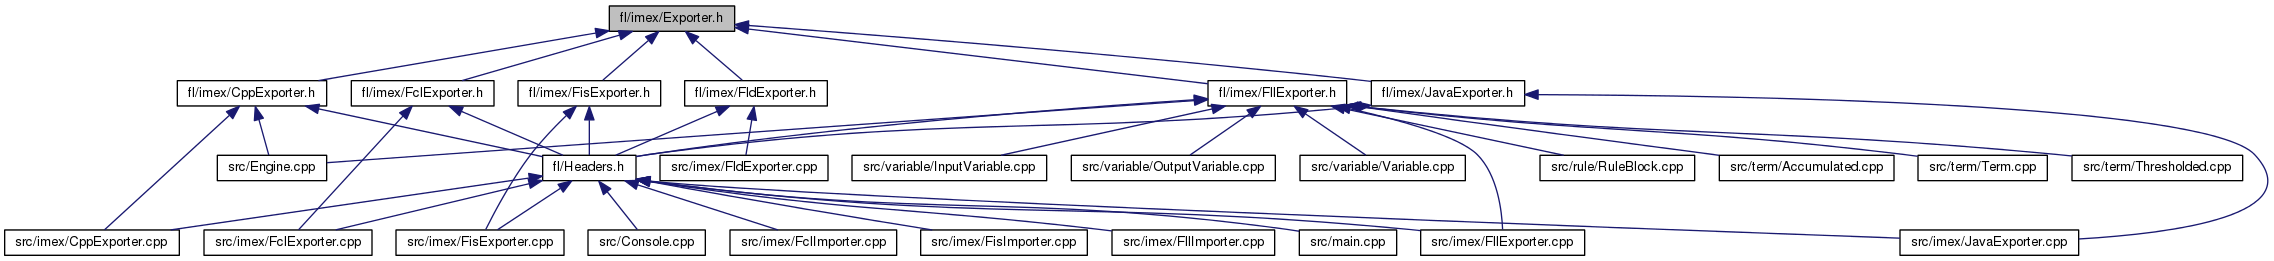 fl/imex/Exporter.h
fl/imex/CppExporter.h
fl/imex/FclExporter.h
fl/imex/FisExporter.h
fl/imex/FldExporter.h
fl/imex/FllExporter.h
fl/imex/JavaExporter.h
src/Engine.cpp
fl/Headers.h
src/imex/FldExporter.cpp
src/variable/InputVariable.cpp
src/variable/OutputVariable.cpp
src/variable/Variable.cpp
src/rule/RuleBlock.cpp
src/term/Accumulated.cpp
src/term/Term.cpp
src/term/Thresholded.cpp
src/imex/CppExporter.cpp
src/imex/FclExporter.cpp
src/imex/FisExporter.cpp
src/Console.cpp
src/imex/FclImporter.cpp
src/imex/FisImporter.cpp
src/imex/FllImporter.cpp
src/main.cpp
src/imex/FllExporter.cpp
src/imex/JavaExporter.cpp